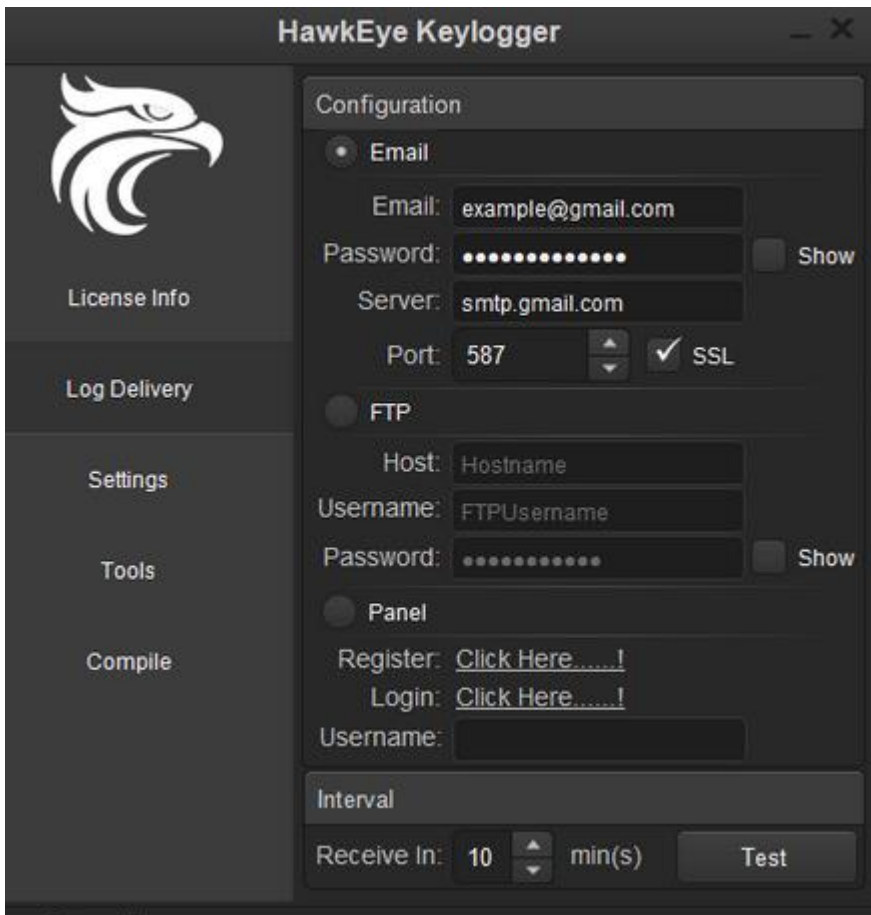 HawkEye Keylogger
License Info
Log Delivery
Settings
Tools
Compile
Configuration
Email
Email: example@gmail.com
Password: ●●●●●●●●●●●●● Show
Server: smtp.gmail.com
Port: 587 SSL
FTP
Host: Hostname
Username: FTPUsername
Password: ●●●●●●●●●●● Show
Panel
Register: Click Here......!
Login: Click Here......!
Username:
Interval
Receive In: 10 min(s) Test